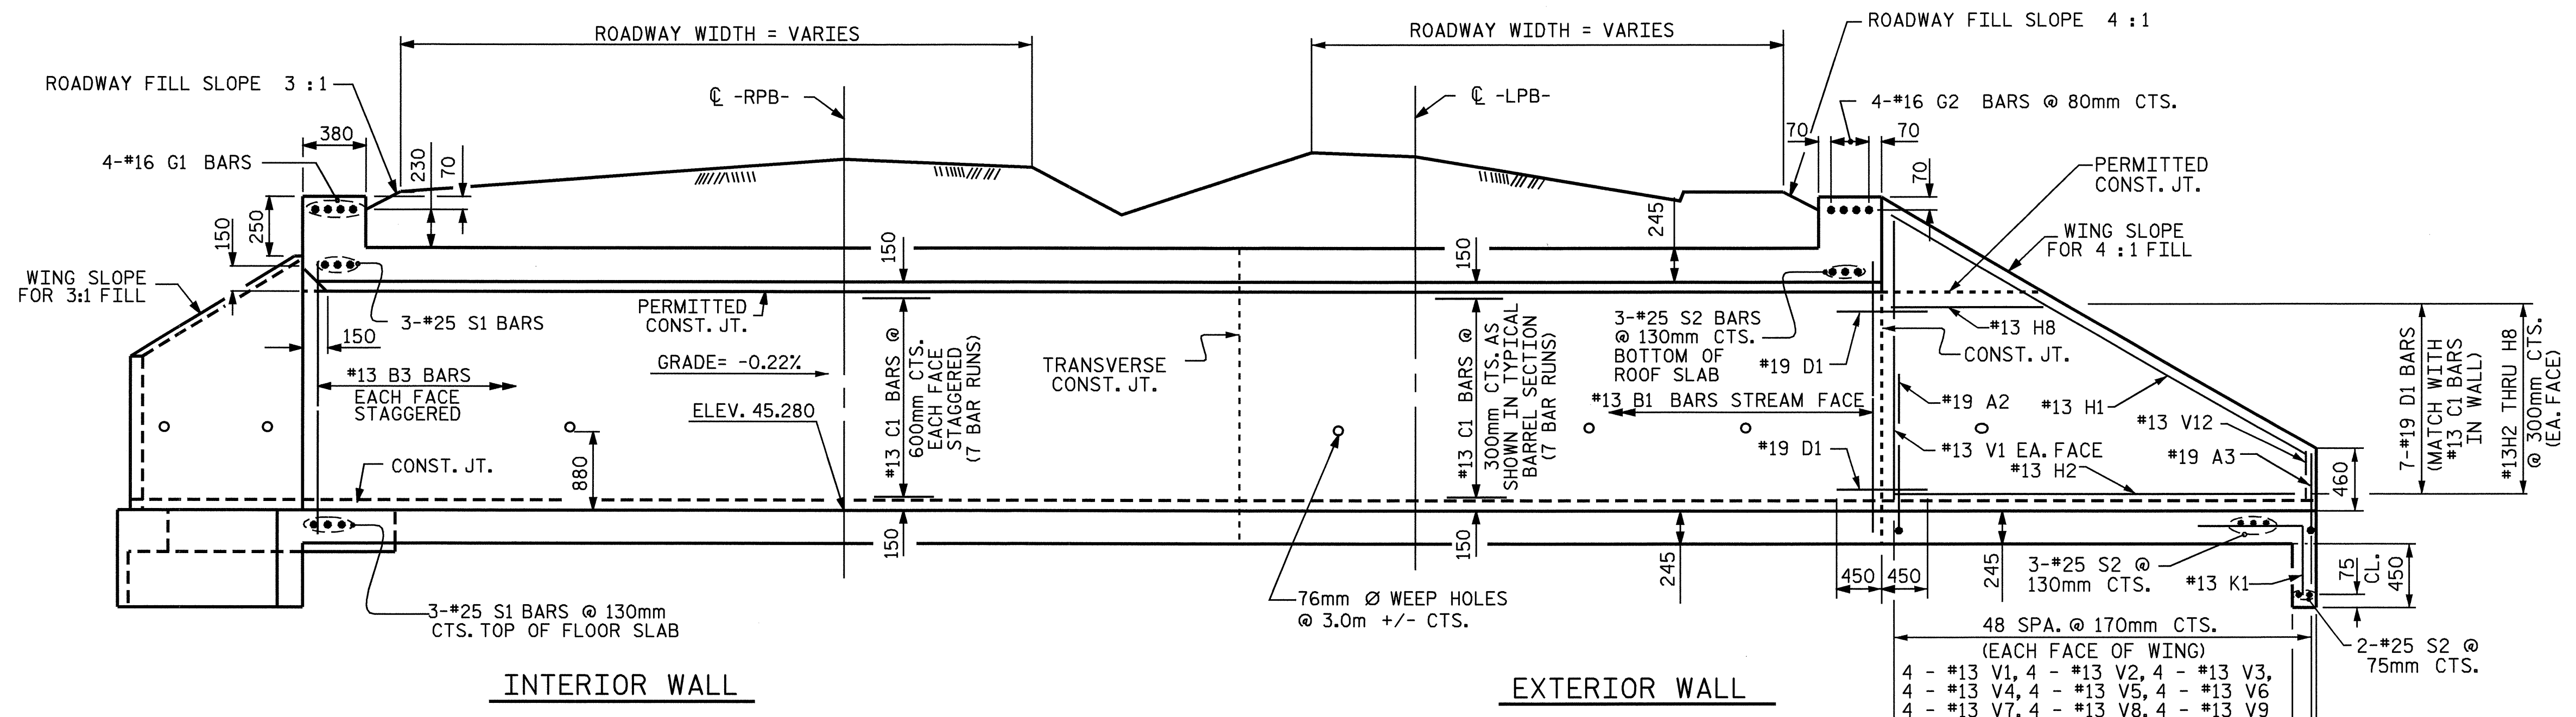 ROADWAY WIDTH = VARIES
ROADWAY WIDTH = VARIES
ROADWAY FILL SLOPE 4 : 1
ROADWAY FILL SLOPE 3 : 1
℄ -RPB-
℄ -LPB-
4-#16 G2 BARS @ 80mm CTS.
380
70
70
4-#16 G1 BARS
230
70
PERMITTED
CONST. JT.
70
250
150
245
WING SLOPE
FOR 4 : 1 FILL
150
150
WING SLOPE
FOR 3:1 FILL
PERMITTED
CONST. JT.
3-#25 S1 BARS
150
3-#25 S2 BARS
@ 130mm CTS.
BOTTOM OF
ROOF SLAB
#13 H8
CONST. JT.
GRADE= -0.22%
TRANSVERSE
CONST. JT.
#19 D1
#13 B3 BARS
EACH FACE
STAGGERED
#13 C1 BARS @
600mm CTS.
EACH FACE
STAGGERED
(7 BAR RUNS)
#13 C1 BARS @
300mm CTS. AS
SHOWN IN TYPICAL
BARREL SECTION
(7 BAR RUNS)
7-#19 D1 BARS
(MATCH WITH
#13 C1 BARS
IN WALL)
#13H2 THRU H8
@ 300mm CTS.
(EA. FACE)
ELEV. 45.280
#13 B1 BARS STREAM FACE
#19 A2
#13 H1
#13 V12
CONST. JT.
880
#19 D1
#13 V1 EA. FACE
#13 H2
#19 A3
460
150
150
245
450
450
245
3-#25 S2 @
130mm CTS.
#13 K1
75
CL.
450
3-#25 S1 BARS @ 130mm
CTS. TOP OF FLOOR SLAB
76mm Ø WEEP HOLES
@ 3.0m +/- CTS.
48 SPA. @ 170mm CTS.
(EACH FACE OF WING)
2-#25 S2 @
75mm CTS.
4 - #13 V1, 4 - #13 V2, 4 - #13 V3,
4 - #13 V4, 4 - #13 V5, 4 - #13 V6
4 - #13 V7, 4 - #13 V8, 4 - #13 V9
INTERIOR WALL
EXTERIOR WALL